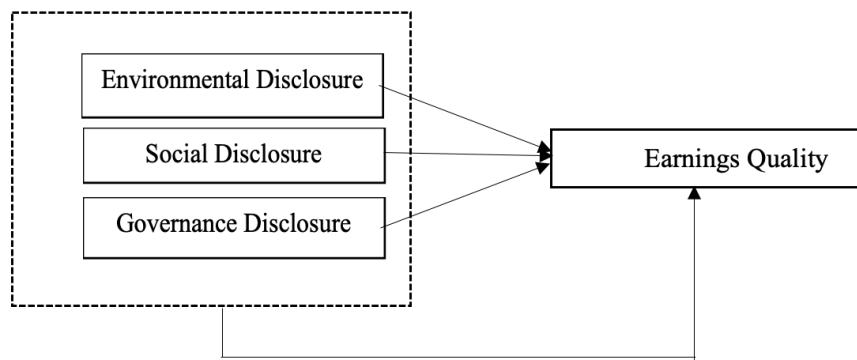 Environmental Disclosure
Social Disclosure
Earnings Quality
Governance Disclosure